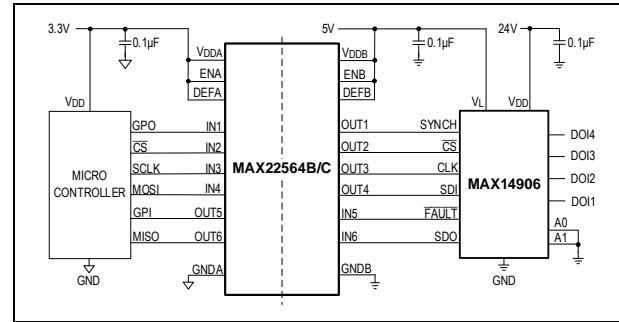 3.3V 5V 24V
0.1µF 0.1µF 0.1µF
VDDA VDDB
ENA ENB
DEFA DEFB
VDD VL VDD
GPO IN1 OUT1 SYNCH
CS IN2 OUT2 CS
SCLK IN3 OUT3 CLK
MOSI IN4 OUT4 SDI
GPI OUT5 IN5 FAULT
MISO OUT6 IN6 SDO
MICRO
CONTROLLER
MAX22564B/C
MAX14906
DOI4
DOI3
DOI2
DOI1
A0
A1
GNDA GNDB
GND GND